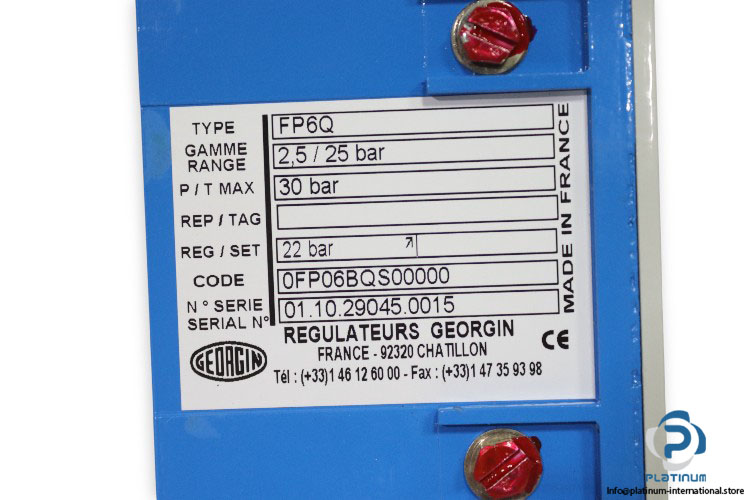 TYPE FP6Q
GAMME
RANGE 2,5 / 25 bar
P / T MAX 30 bar
REP / TAG
REG / SET 22 bar
CODE 0FP06BQS00000
N° SERIE
SERIAL N° 01.10.29045.0015
MADE IN FRANCE
GEORGIN
REGULATEURS GEORGIN
FRANCE - 92320 CHATILLON
CE
Tél : (+33)1 46 12 60 00 - Fax : (+33)1 47 35 93 98
PLATINUM
Info@platinum-international.store